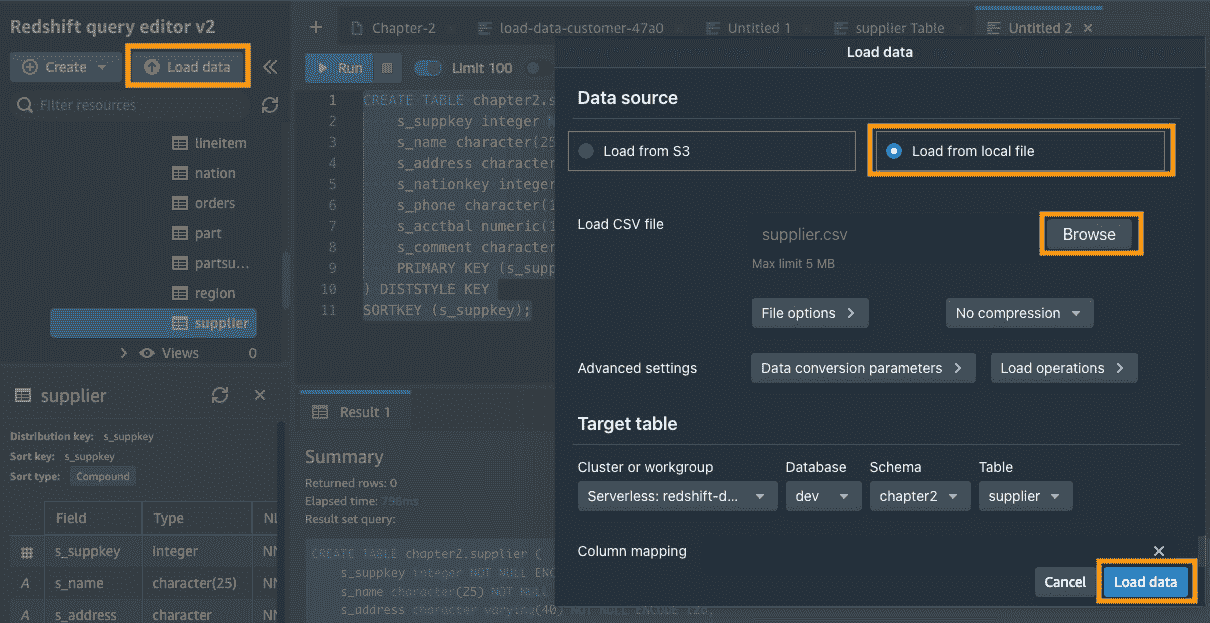 Redshift query editor v2
Create
Load data
Filter resources
lineitem
nation
orders
part
partsu...
region
supplier
Views 0
supplier
Distribution key: s_suppkey
Sort key: s_suppkey
Sort type: Compound
Field Type
s_suppkey integer NN
A s_name character(25) NN
A s_address character NN
+ Chapter-2 load-data-customer-47a0 Untitled 1 supplier Table Untitled 2 ×
Run Limit 100
1 CREATE TABLE chapter2.s
2 s_suppkey integer N
3 s_name character(25
4 s_address character
5 s_nationkey integer
6 s_phone character(1
7 s_acctbal numeric(1
8 s_comment character
9 PRIMARY KEY (s_supp
10 ) DISTSTYLE KEY
11 SORTKEY (s_suppkey);
Result 1
Summary
Returned rows: 0
Elapsed time: 796ms
Result set query:
CREATE TABLE chapter2.supplier (
s_suppkey integer NOT NULL ENC
s_name character(25) NOT NULL
s_address character varying(40) NOT NULL ENCODE lzo,
Load data
Data source
Load from S3
Load from local file
Load CSV file
supplier.csv
Browse
Max limit 5 MB
File options
No compression
Advanced settings
Data conversion parameters
Load operations
Target table
Cluster or workgroup Database Schema Table
Serverless: redshift-d... dev chapter2 supplier
Column mapping
Cancel
Load data